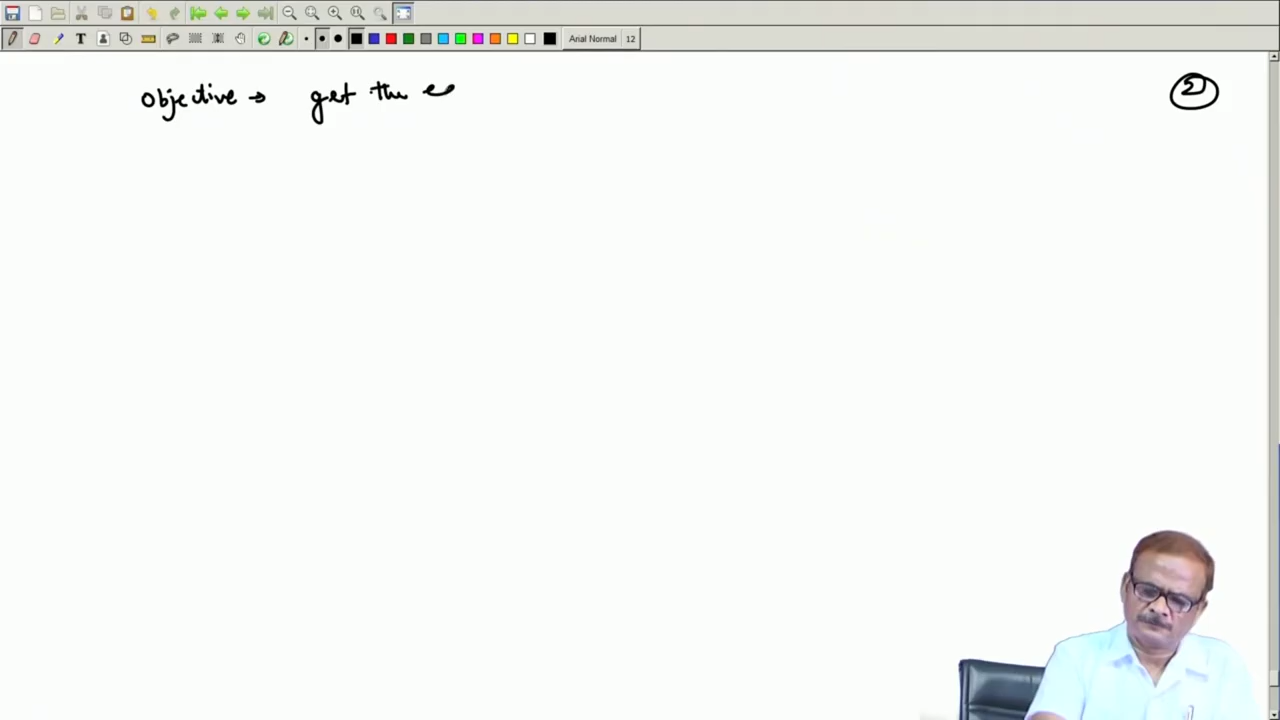 Arial Normal 12
Objective → get the
2